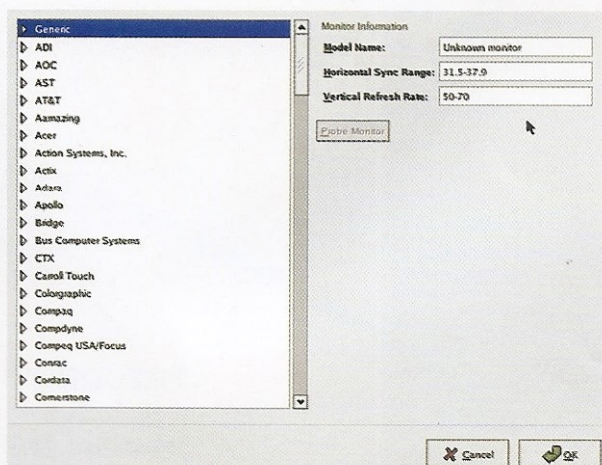 Generic
ADI
AOC
AST
AT&T
Aamazing
Acer
Action Systems, Inc.
Actix
Adara
Apollo
Bridge
Bus Computer Systems
CTX
Carroll Touch
Colorgraphic
Compaq
Compdyne
Compeq USA/Focus
Conrac
Cordata
Cornerstone
Monitor Information
Model Name: Unknown monitor
Horizontal Sync Range: 31.5-37.9
Vertical Refresh Rate: 50-70
Probe Monitor
Cancel
OK